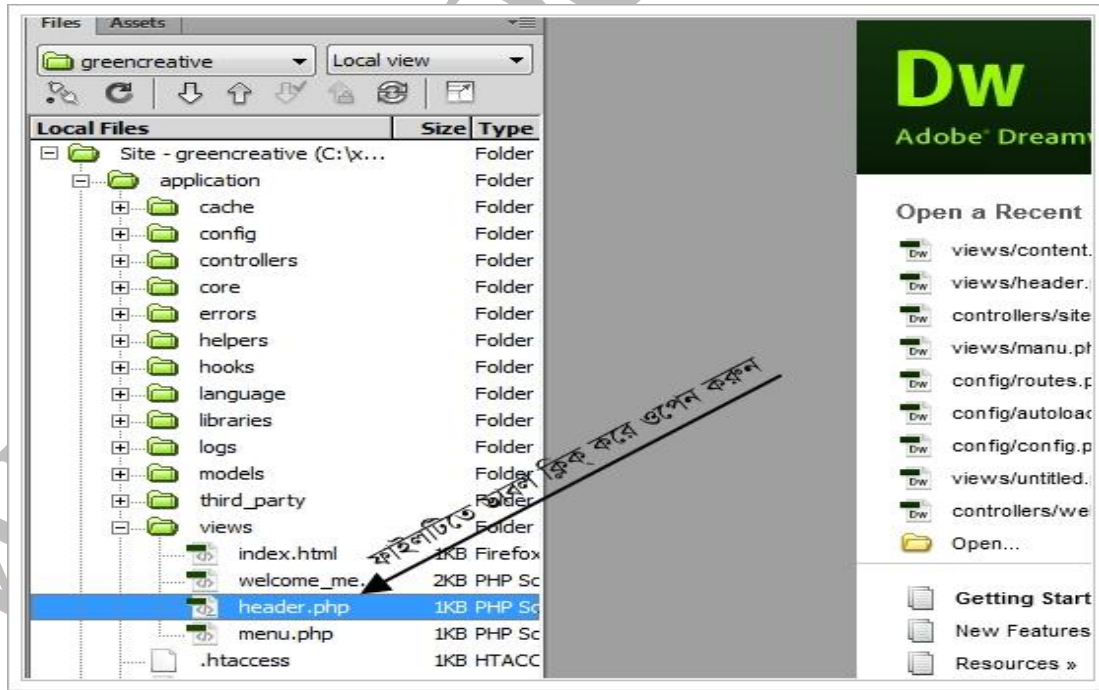 Files Assets
greencreative Local view
Local Files Size Type
Site - greencreative (C:\x... Folder
application Folder
cache Folder
config Folder
controllers Folder
core Folder
errors Folder
helpers Folder
hooks Folder
language Folder
libraries Folder
logs Folder
models Folder
third_party Folder
views Folder
index.html 1KB Firefox
welcome_me... 2KB PHP Sc
header.php 1KB PHP Sc
menu.php 1KB PHP Sc
.htaccess 1KB HTACC
ফাইলটিতে ডাবল ক্লিক্ করে ওপেন করুন
Dw
Adobe® Dreamw
Open a Recent
views/content.
views/header.
controllers/site
views/manu.ph
config/routes.p
config/autoload
config/config.p
views/untitled.
controllers/wel
Open...
Getting Start
New Features
Resources »